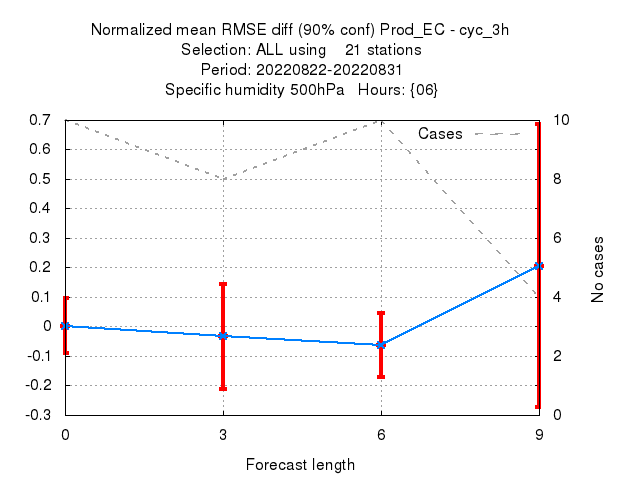 Normalized mean RMSE diff (90% conf) Prod_EC - cyc_3h
Selection: ALL using    21 stations
Period: 20220822-20220831
Specific humidity 500hPa   Hours: {06}
0.7
0.6
0.5
0.4
0.3
0.2
0.1
0
-0.1
-0.2
-0.3
Cases
10
8
6
4
2
0
No cases
0 3 6 9
Forecast length